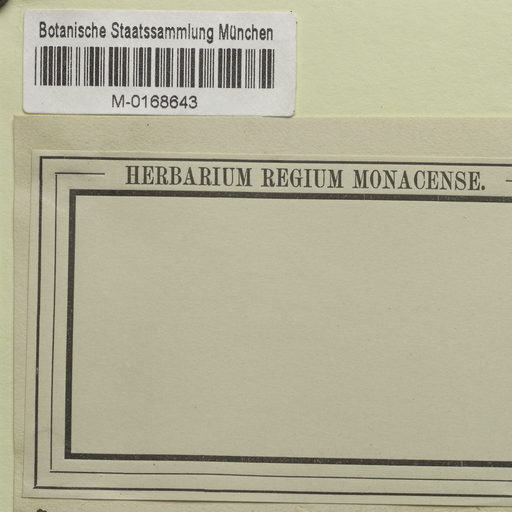 Botanische Staatssammlung München
M-0168643
HERBARIUM REGIUM MONACENSE.